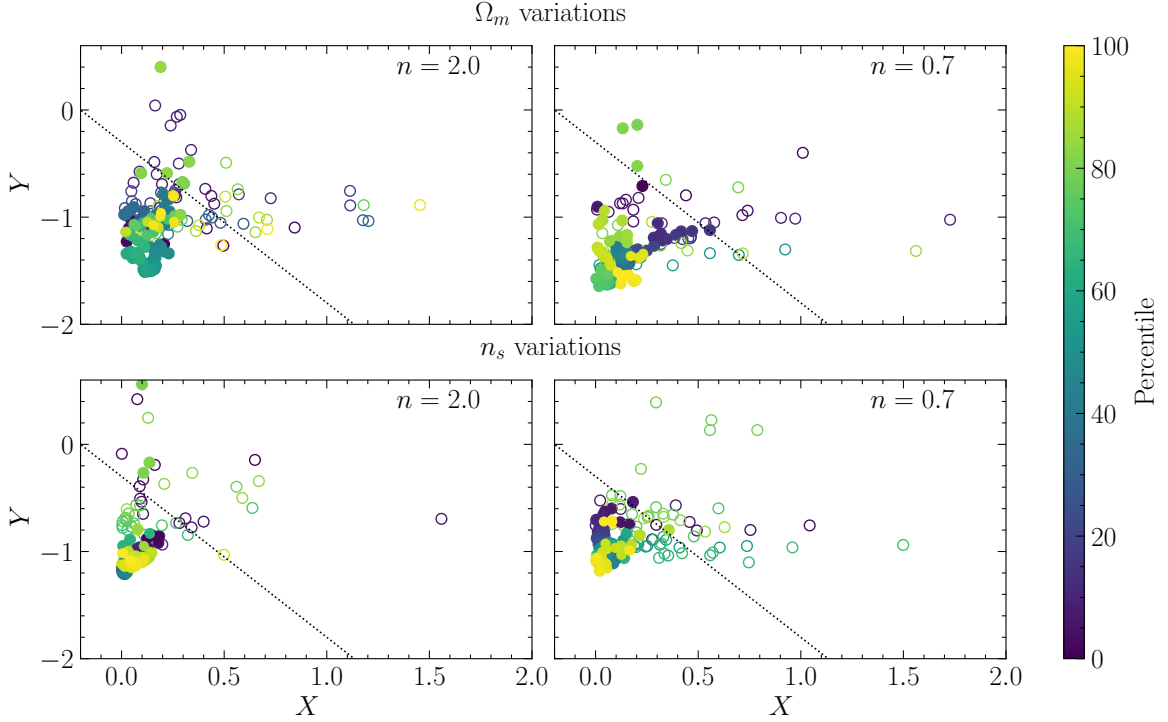 Ωm variations
n = 2.0
n = 0.7
Y
0
−1
−2
ns variations
n = 2.0
n = 0.7
Y
0
−1
−2
0.0 0.5 1.0 1.5 2.0
0.0 0.5 1.0 1.5 2.0
X
X
100
80
60
40
20
0
Percentile